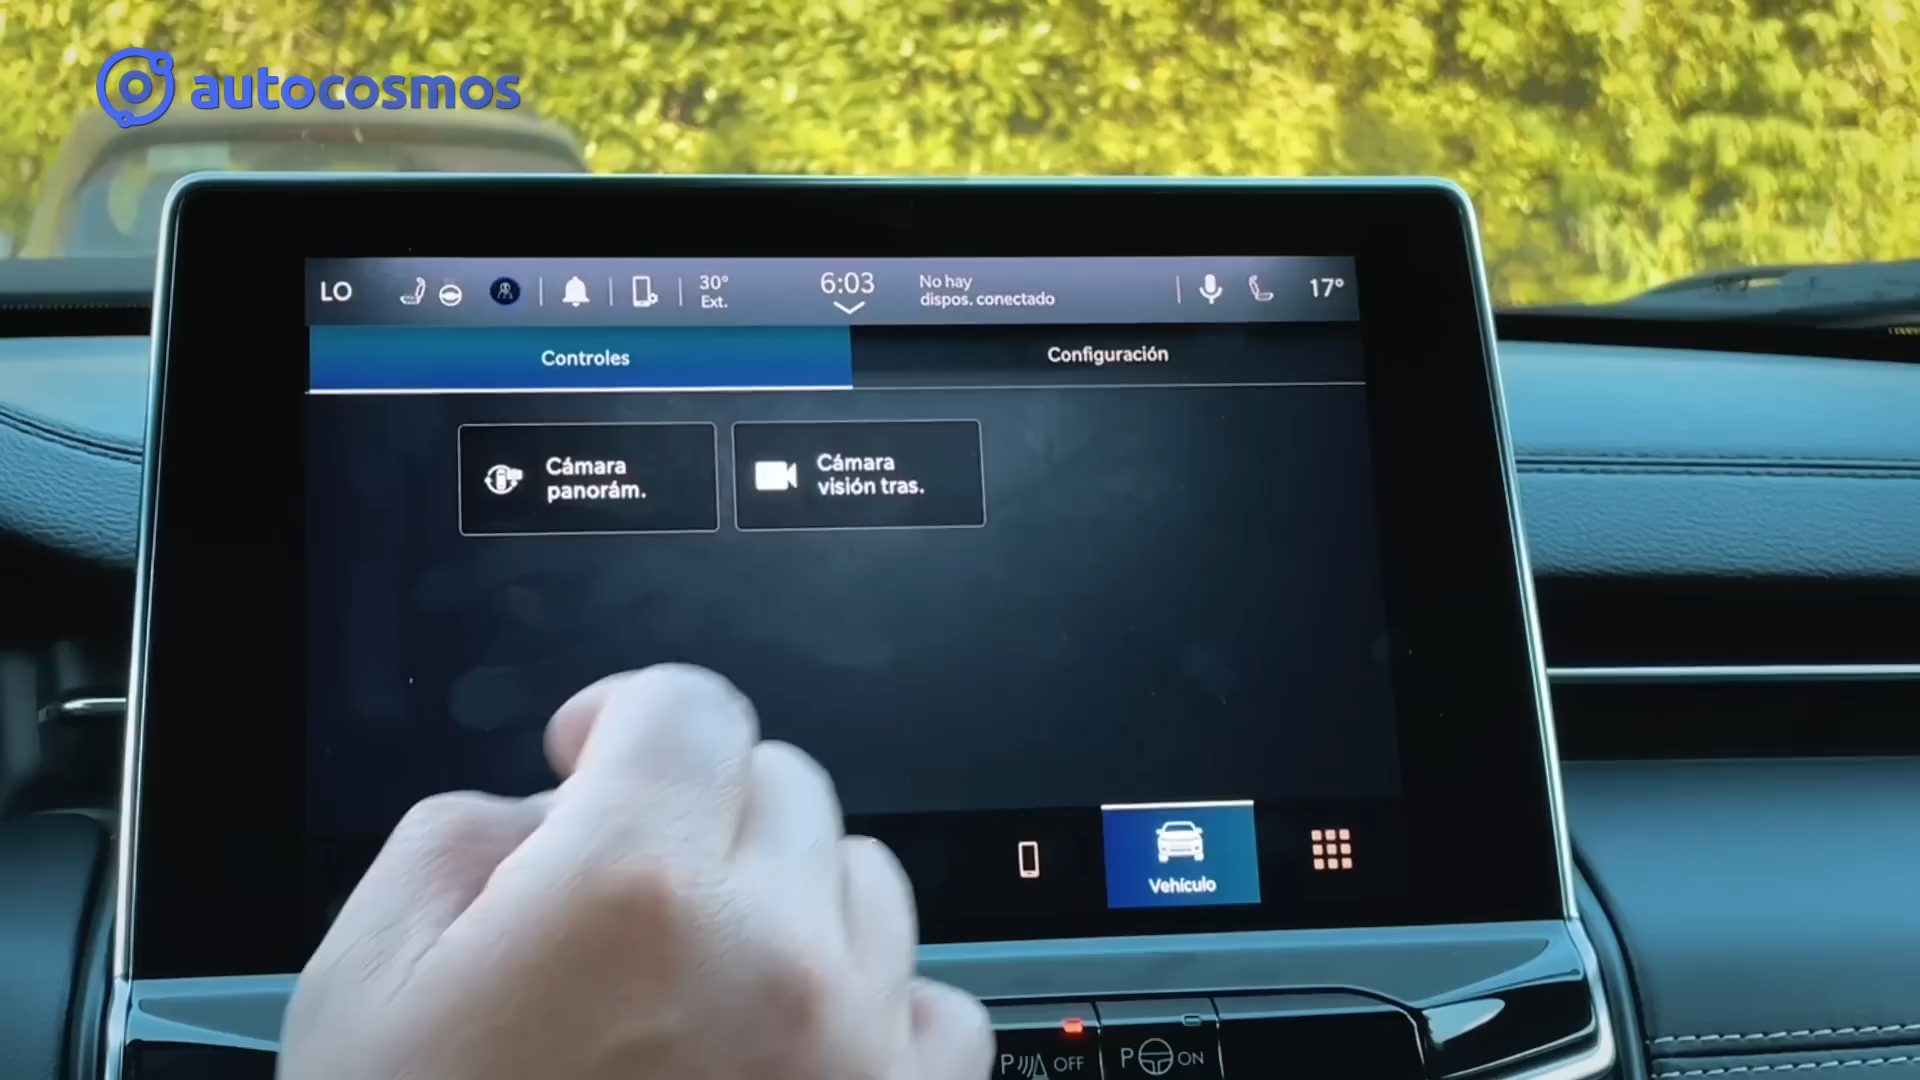 autocosmos
LO
30°
Ext.
6:03
No hay
dispos. conectado
17°
Controles
Configuración
Cámara
panorám.
Cámara
visión tras.
Vehículo
P OFF
P ON